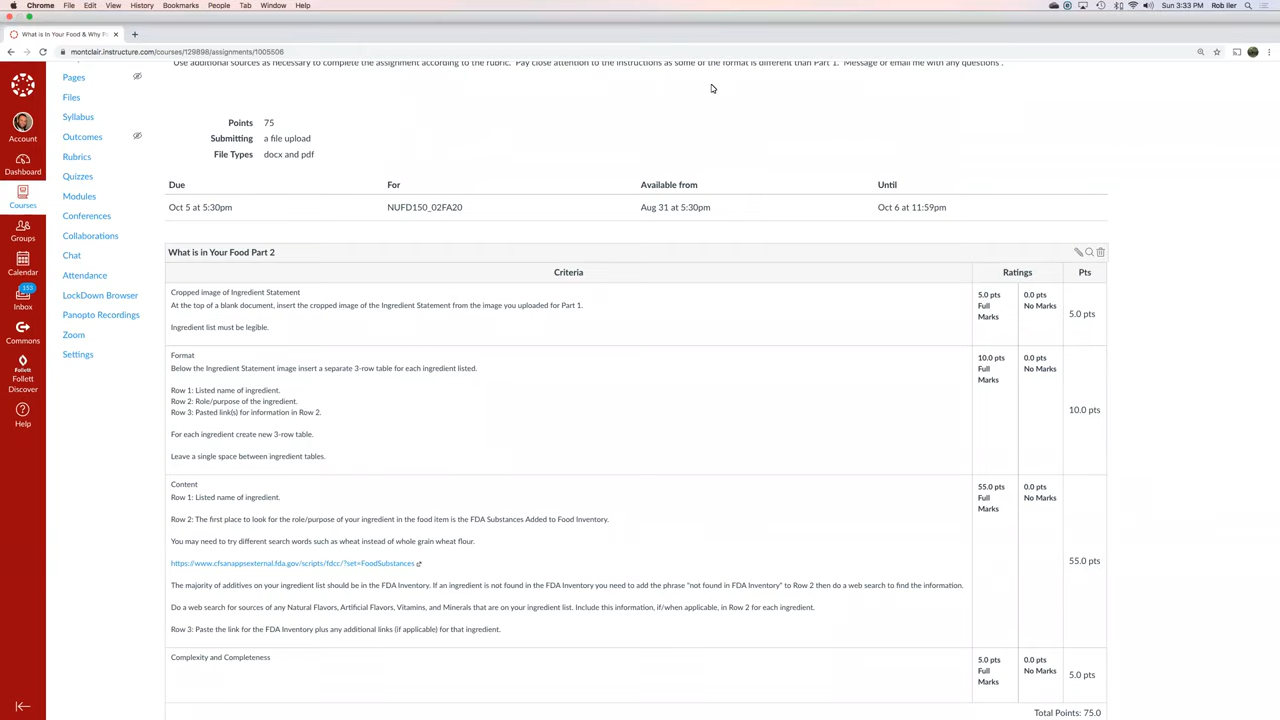 Chrome File Edit View History Bookmarks People Tab Window Help Sun 3:33 PM Rob Iler
What is In Your Food & Why Pa
montclair.instructure.com/courses/129898/assignments/1005506
Use additional sources as necessary to complete the assignment according to the rubric. Pay close attention to the instructions as some of the format is different than Part 1. Message or email me with any questions .
Account
Dashboard
Courses
Groups
Calendar
153
Inbox
Commons
Follett
Follett
Discover
Help
Pages
Files
Syllabus
Outcomes
Rubrics
Quizzes
Modules
Conferences
Collaborations
Chat
Attendance
LockDown Browser
Panopto Recordings
Zoom
Settings
Points 75
Submitting a file upload
File Types docx and pdf
Due For Available from Until
Oct 5 at 5:30pm NUFD150_02FA20 Aug 31 at 5:30pm Oct 6 at 11:59pm
What is in Your Food Part 2
Criteria Ratings Pts
Cropped image of Ingredient Statement
At the top of a blank document, insert the cropped image of the Ingredient Statement from the image you uploaded for Part 1.
Ingredient list must be legible.
5.0 pts
Full
Marks
0.0 pts
No Marks
5.0 pts
Format
Below the Ingredient Statement image insert a separate 3-row table for each ingredient listed.
Row 1: Listed name of ingredient.
Row 2: Role/purpose of the ingredient.
Row 3: Pasted link(s) for information in Row 2.
For each ingredient create new 3-row table.
Leave a single space between ingredient tables.
10.0 pts
Full
Marks
0.0 pts
No Marks
10.0 pts
Content
Row 1: Listed name of ingredient.
Row 2: The first place to look for the role/purpose of your ingredient in the food item is the FDA Substances Added to Food Inventory.
You may need to try different search words such as wheat instead of whole grain wheat flour.
https://www.cfsanappsexternal.fda.gov/scripts/fdcc/?set=FoodSubstances
The majority of additives on your ingredient list should be in the FDA Inventory. If an ingredient is not found in the FDA Inventory you need to add the phrase "not found in FDA Inventory" to Row 2 then do a web search to find the information.
Do a web search for sources of any Natural Flavors, Artificial Flavors, Vitamins, and Minerals that are on your ingredient list. Include this information, if/when applicable, in Row 2 for each ingredient.
Row 3: Paste the link for the FDA Inventory plus any additional links (if applicable) for that ingredient.
55.0 pts
Full
Marks
0.0 pts
No Marks
55.0 pts
Complexity and Completeness
5.0 pts
Full
Marks
0.0 pts
No Marks
5.0 pts
Total Points: 75.0